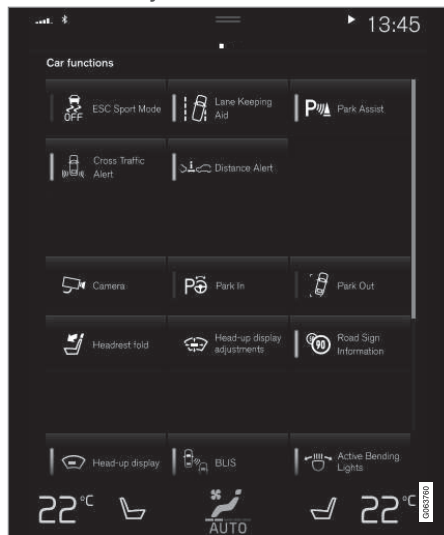 13:45
Car functions
OFF
ESC Sport Mode
Lane Keeping
Aid
P
Park Assist
Cross Traffic
Alert
Distance Alert
Camera
P
Park In
Park Out
Headrest fold
Head-up display
adjustments
90
Road Sign
Information
Head-up display
BUS
Active Bending
Lights
22°C
AUTO
22°C
G063760